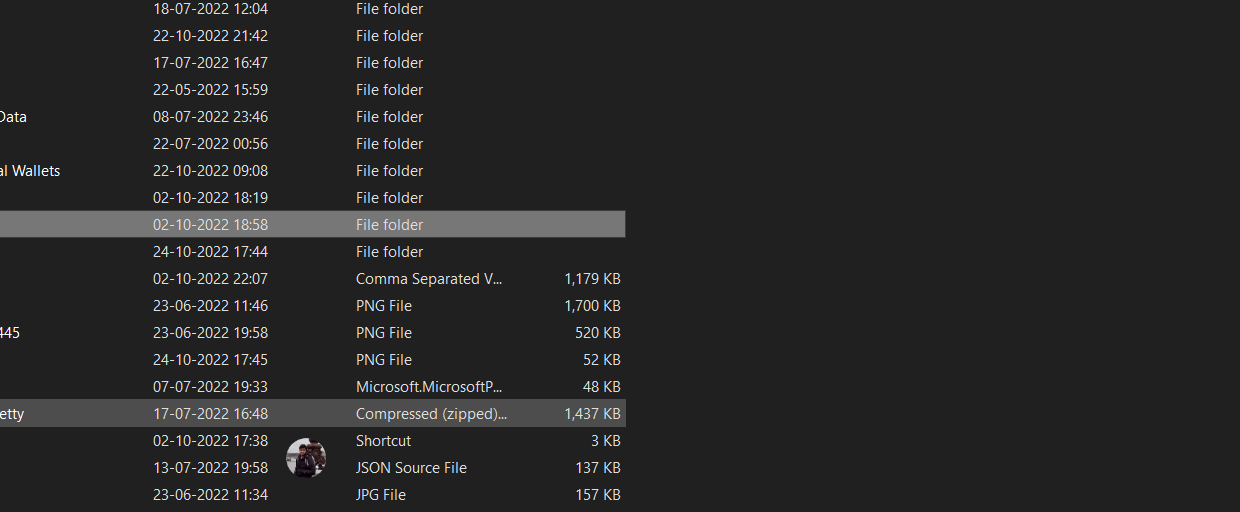 18-07-2022 12:04 File folder
22-10-2022 21:42 File folder
17-07-2022 16:47 File folder
22-05-2022 15:59 File folder
Data 08-07-2022 23:46 File folder
22-07-2022 00:56 File folder
al Wallets 22-10-2022 09:08 File folder
02-10-2022 18:19 File folder
02-10-2022 18:58 File folder
24-10-2022 17:44 File folder
02-10-2022 22:07 Comma Separated V... 1,179 KB
23-06-2022 11:46 PNG File 1,700 KB
445 23-06-2022 19:58 PNG File 520 KB
24-10-2022 17:45 PNG File 52 KB
07-07-2022 19:33 Microsoft.MicrosoftP... 48 KB
etty 17-07-2022 16:48 Compressed (zipped)... 1,437 KB
02-10-2022 17:38 Shortcut 3 KB
13-07-2022 19:58 JSON Source File 137 KB
23-06-2022 11:34 JPG File 157 KB